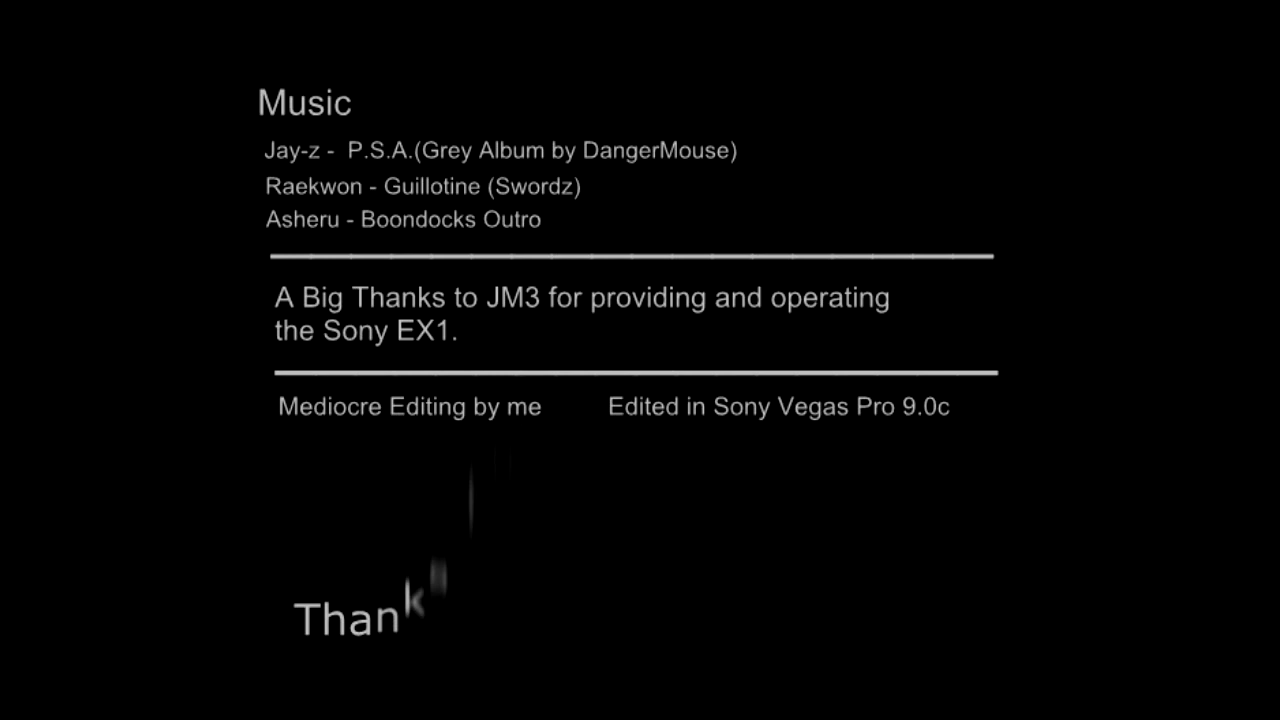 Music
Jay-z - P.S.A.(Grey Album by DangerMouse)
Raekwon - Guillotine (Swordz)
Asheru - Boondocks Outro
A Big Thanks to JM3 for providing and operating
the Sony EX1.
Mediocre Editing by me Edited in Sony Vegas Pro 9.0c
Thank